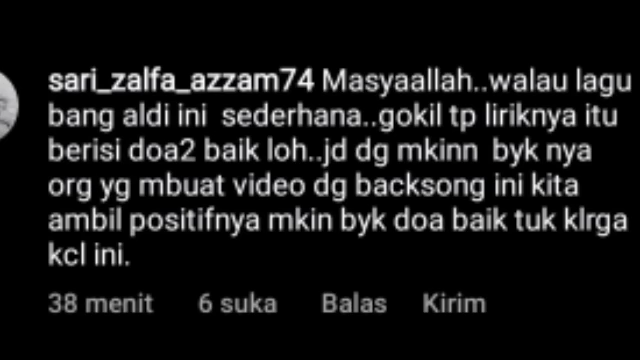 sari_zalfa_azzam74 Masyaallah..walau lagu
bang aldi ini sederhana..gokil tp liriknya itu
berisi doa2 baik loh..jd dg mkinn byk nya
org yg mbuat video dg backsong ini kita
ambil positifnya mkin byk doa baik tuk klrga
kcl ini.
38 menit 6 suka Balas Kirim